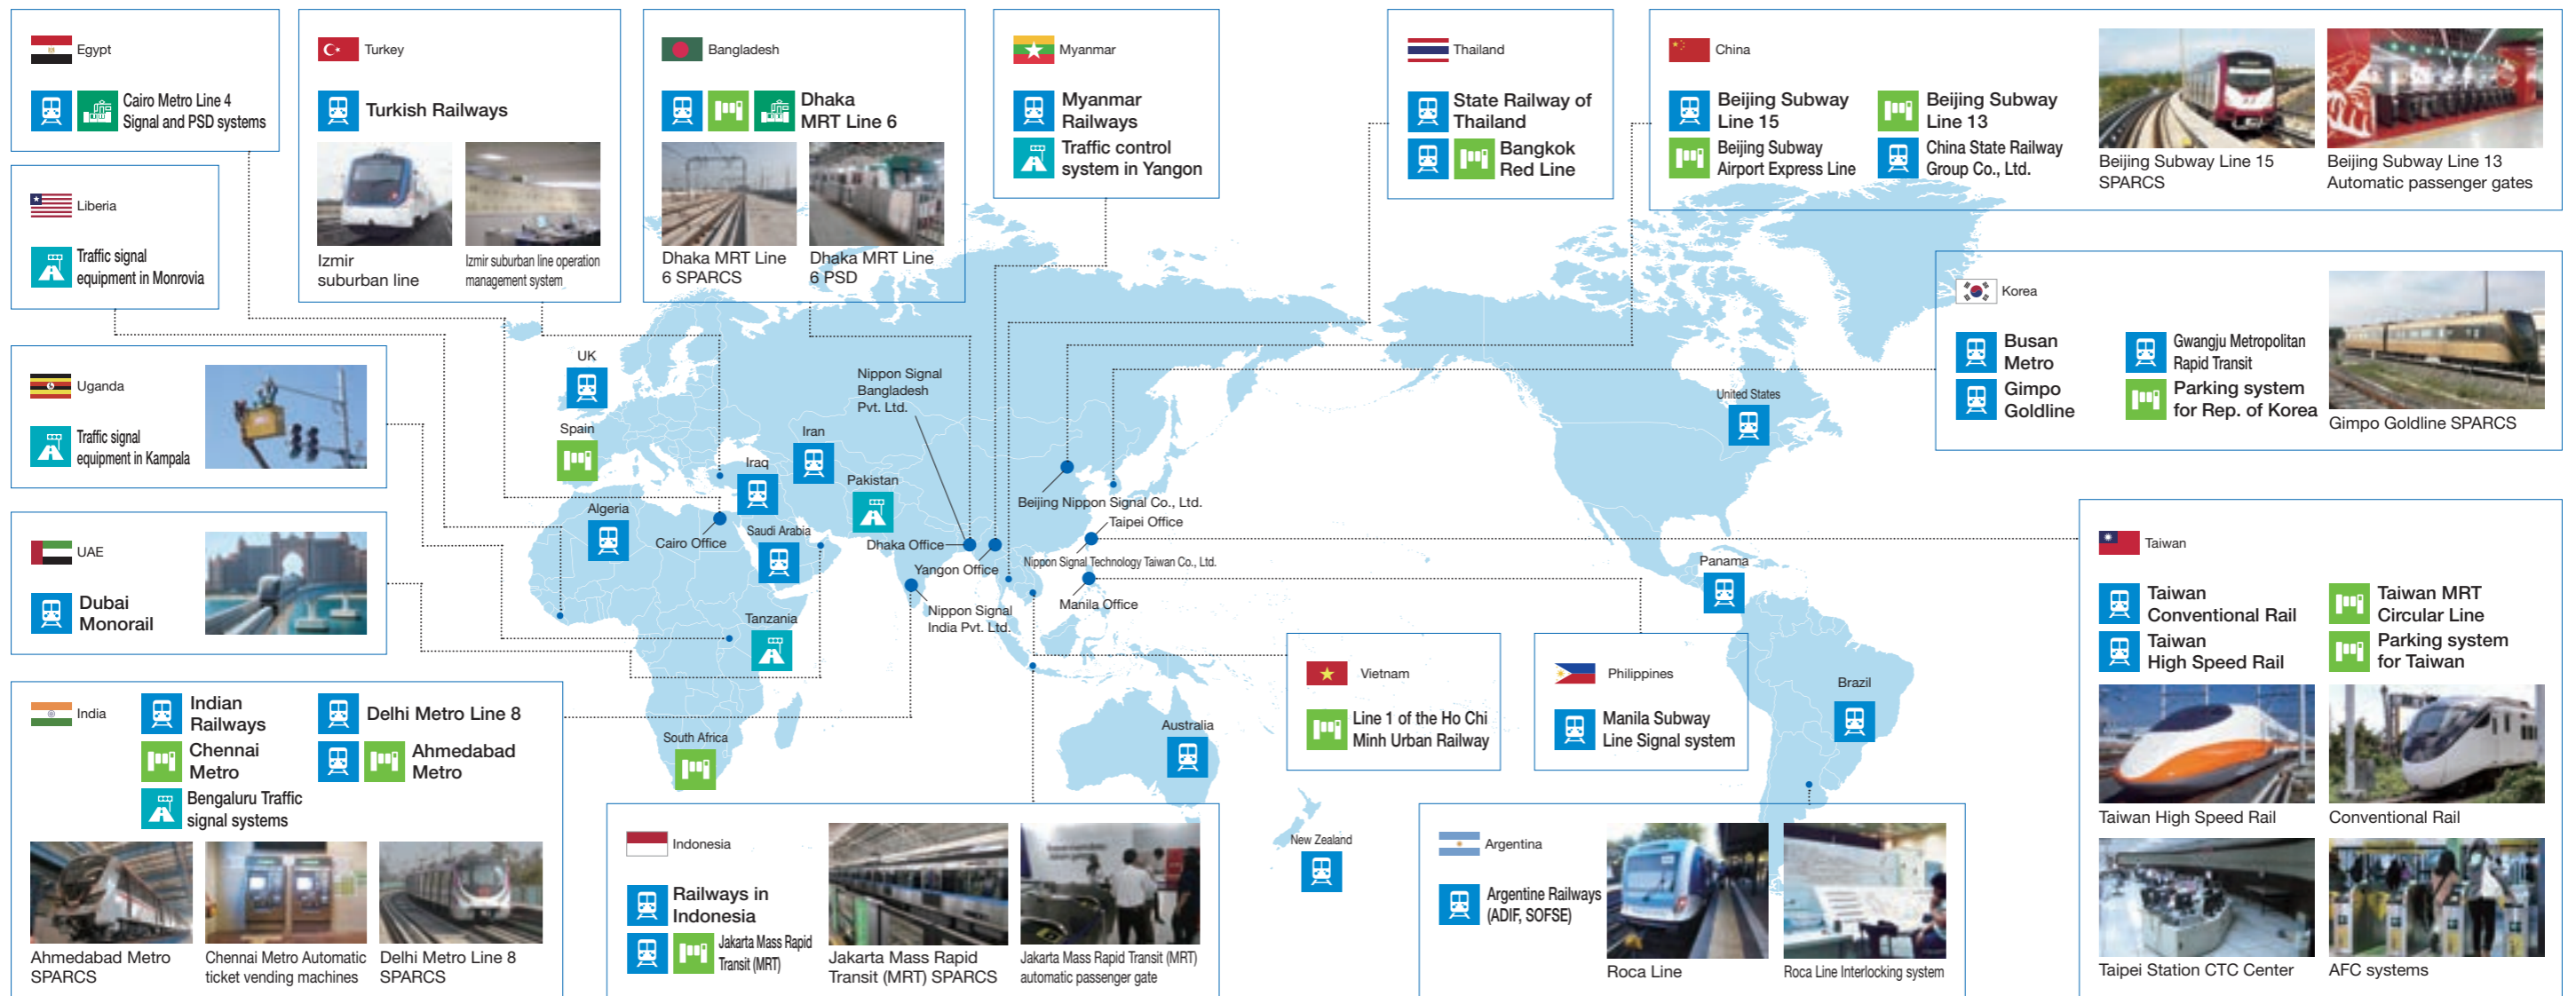 Egypt
Cairo Metro Line 4
Signal and PSD systems
Liberia
Traffic signal
equipment in Monrovia
Uganda
Traffic signal
equipment in Kampala
UAE
Dubai
Monorail
Turkey
Turkish Railways
Izmir
suburban line
Izmir suburban line operation
management system
Bangladesh
Dhaka
MRT Line 6
Dhaka MRT Line
6 SPARCS
Dhaka MRT Line
6 PSD
Myanmar
Myanmar
Railways
Traffic control
system in Yangon
Thailand
State Railway of
Thailand
Bangkok
Red Line
China
Beijing Subway
Line 15
Beijing Subway
Airport Express Line
Beijing Subway
Line 13
China State Railway
Group Co., Ltd.
Beijing Subway Line 15
SPARCS
Beijing Subway Line 13
Automatic passenger gates
Korea
Busan
Metro
Gimpo
Goldline
Gwangju Metropolitan
Rapid Transit
Parking system
for Rep. of Korea
Gimpo Goldline SPARCS
UK
Spain
Algeria
Cairo Office
Iraq
Iran
Saudi Arabia
Pakistan
Tanzania
South Africa
Nippon Signal
Bangladesh
Pvt. Ltd.
Dhaka Office
Yangon Office
Nippon Signal
India Pvt. Ltd.
Beijing Nippon Signal Co., Ltd.
Taipei Office
Nippon Signal Technology Taiwan Co., Ltd.
Manila Office
Australia
New Zealand
United States
Panama
Brazil
Taiwan
Taiwan
Conventional Rail
Taiwan
High Speed Rail
Taiwan MRT
Circular Line
Parking system
for Taiwan
Taiwan High Speed Rail
Conventional Rail
Taipei Station CTC Center
AFC systems
Vietnam
Line 1 of the Ho Chi
Minh Urban Railway
Philippines
Manila Subway
Line Signal system
India
Indian
Railways
Chennai
Metro
Bengaluru Traffic
signal systems
Delhi Metro Line 8
Ahmedabad
Metro
Ahmedabad Metro
SPARCS
Chennai Metro Automatic
ticket vending machines
Delhi Metro Line 8
SPARCS
Indonesia
Railways in
Indonesia
Jakarta Mass Rapid
Transit (MRT)
Jakarta Mass Rapid
Transit (MRT) SPARCS
Jakarta Mass Rapid Transit (MRT)
automatic passenger gate
Argentina
Argentine Railways
(ADIF, SOFSE)
Roca Line
Roca Line Interlocking system